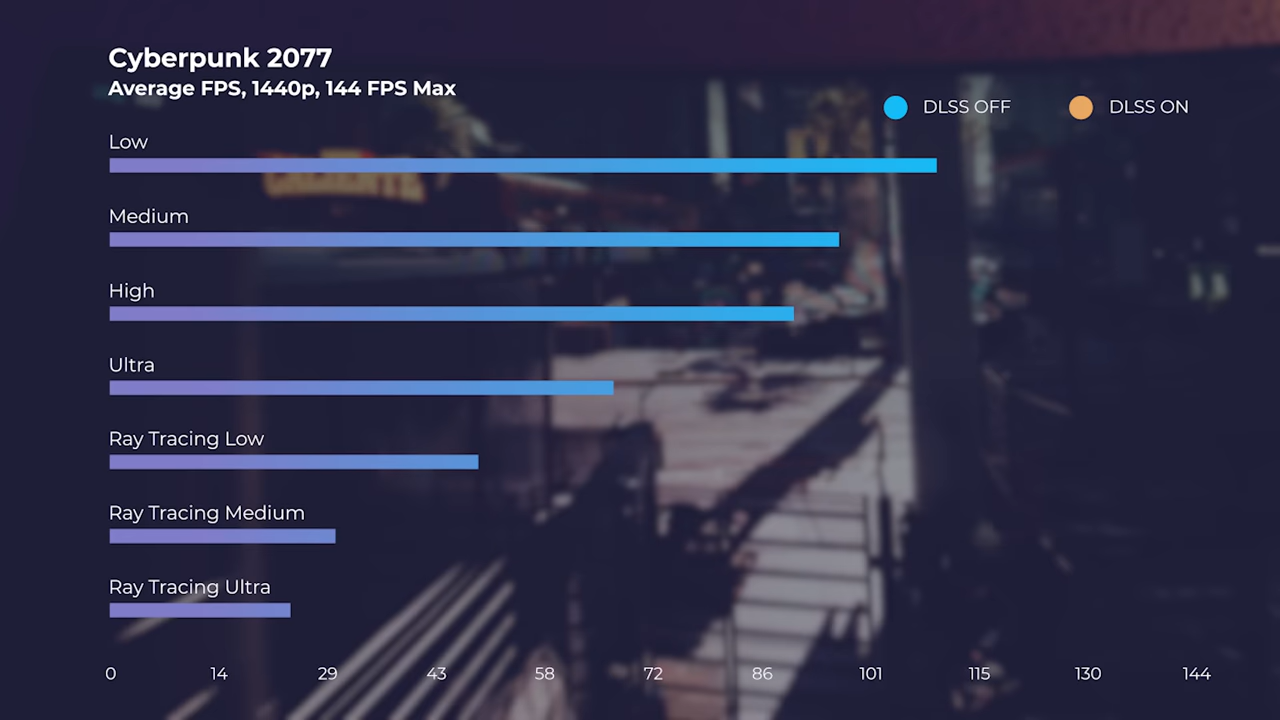 Cyberpunk 2077
Average FPS, 1440p, 144 FPS Max
DLSS OFF DLSS ON
Low
CALIENTE
Medium
High
Ultra
Ray Tracing Low
Ray Tracing Medium
Ray Tracing Ultra
0 14 29 43 58 72 86 101 115 130 144